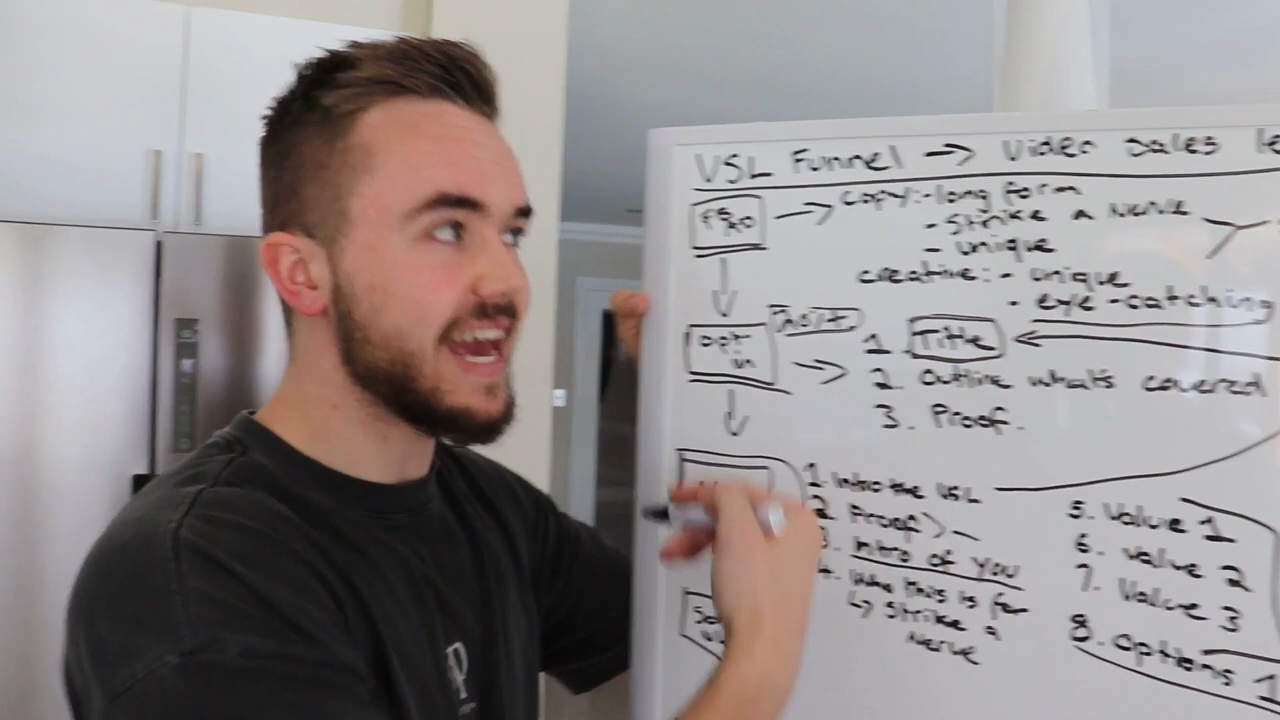 VSL Funnel → Video Sales le
copy:- long form
- Strike a Nerve
- unique
creative: - unique
- eye-catching
opt in
1. Title
2. Outline what's covered
3. Proof.
1. Intro the VSL
2. Proof
3. Intro of you
4. Who this is for
↳ Strike a Nerve
5. Value 1
6. Value 2
7. Value 3
8. Options 1